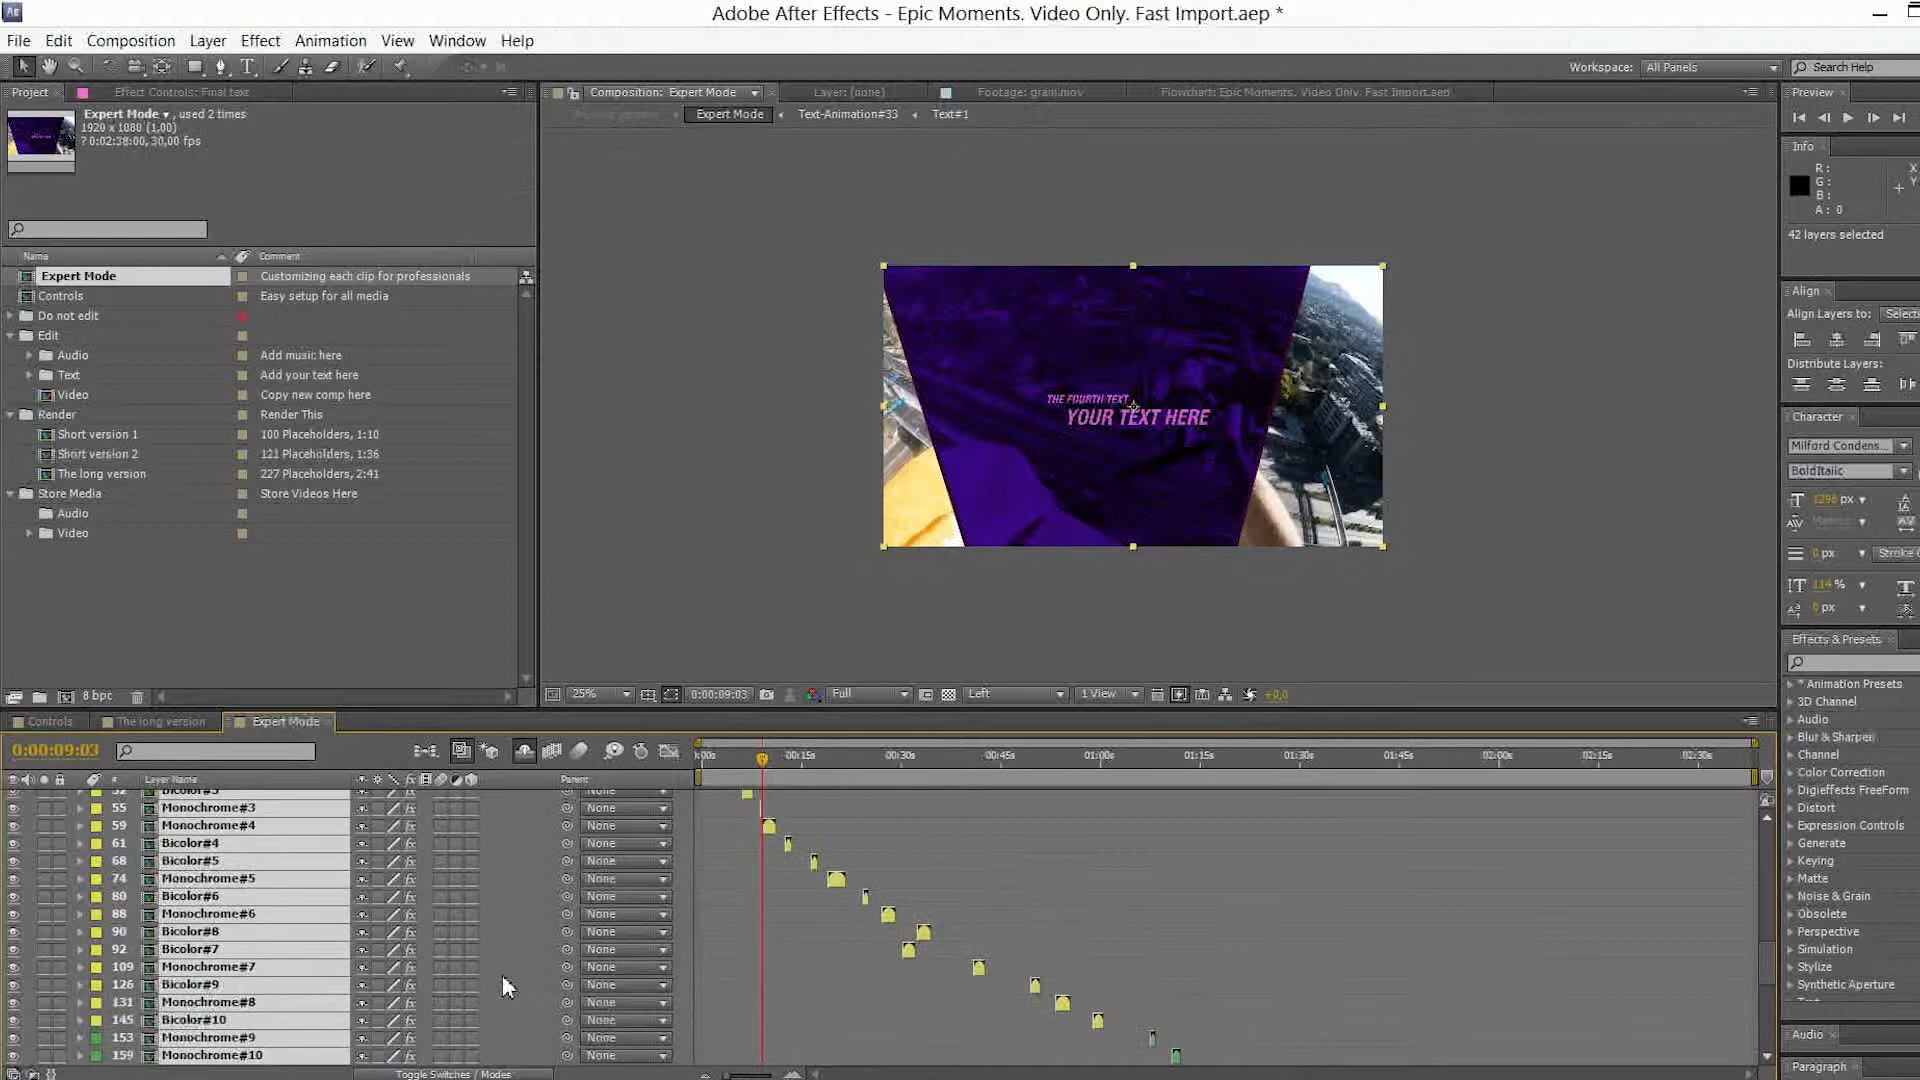 Ae
Adobe After Effects - Epic Moments. Video Only. Fast Import.aep *
File Edit Composition Layer Effect Animation View Window Help
Workspace: All Panels Search Help
Project Effect Controls: Final text
Composition: Expert Mode Layer: (none) Flowchart: Epic Moments. Video Only. Fast Import.aep
Preview
Expert Mode , used 2 times
1920 x 1080 (1,00)
? 0:02:38:00, 30,00 fps
Expert Mode Text-Animation#33 Text#1
Info
R:
G:
B:
A: 0
X
Y
42 layers selected
Name Comment
Expert Mode Customizing each clip for professionals
Controls Easy setup for all media
Do not edit
Edit
Audio Add music here
Text Add your text here
Video Copy new comp here
Render Render This
Short version 1 100 Placeholders, 1:10
Short version 2 121 Placeholders, 1:36
The long version 227 Placeholders, 2:41
Store Media Store Videos Here
Audio
Video
8 bpc
THE FOURTH TEXT
YOUR TEXT HERE
25% 0:00:09:03 Full Left 1 View +0,0
Align
Align Layers to: Select
Distribute Layers:
Character
Milford Condens...
BoldItalic
1298 px
0 px Stroke
114 %
0 px
Effects & Presets
* Animation Presets
3D Channel
Audio
Blur & Sharpen
Channel
Color Correction
Digieffects FreeForm
Distort
Expression Controls
Generate
Keying
Matte
Noise & Grain
Obsolete
Perspective
Simulation
Stylize
Synthetic Aperture
Audio
Paragraph
Controls The long version Expert Mode
0:00:09:03
00:15s 00:30s 00:45s 01:00s 01:15s 01:30s 01:45s 02:00s 02:15s 02:30s
# Layer Name fx Parent
55 Monochrome#3 None
59 Monochrome#4 None
61 Bicolor#4 None
68 Bicolor#5 None
74 Monochrome#5 None
80 Bicolor#6 None
88 Monochrome#6 None
90 Bicolor#8 None
92 Bicolor#7 None
109 Monochrome#7 None
126 Bicolor#9 None
131 Monochrome#8 None
145 Bicolor#10 None
153 Monochrome#9 None
159 Monochrome#10 None
Toggle Switches / Modes